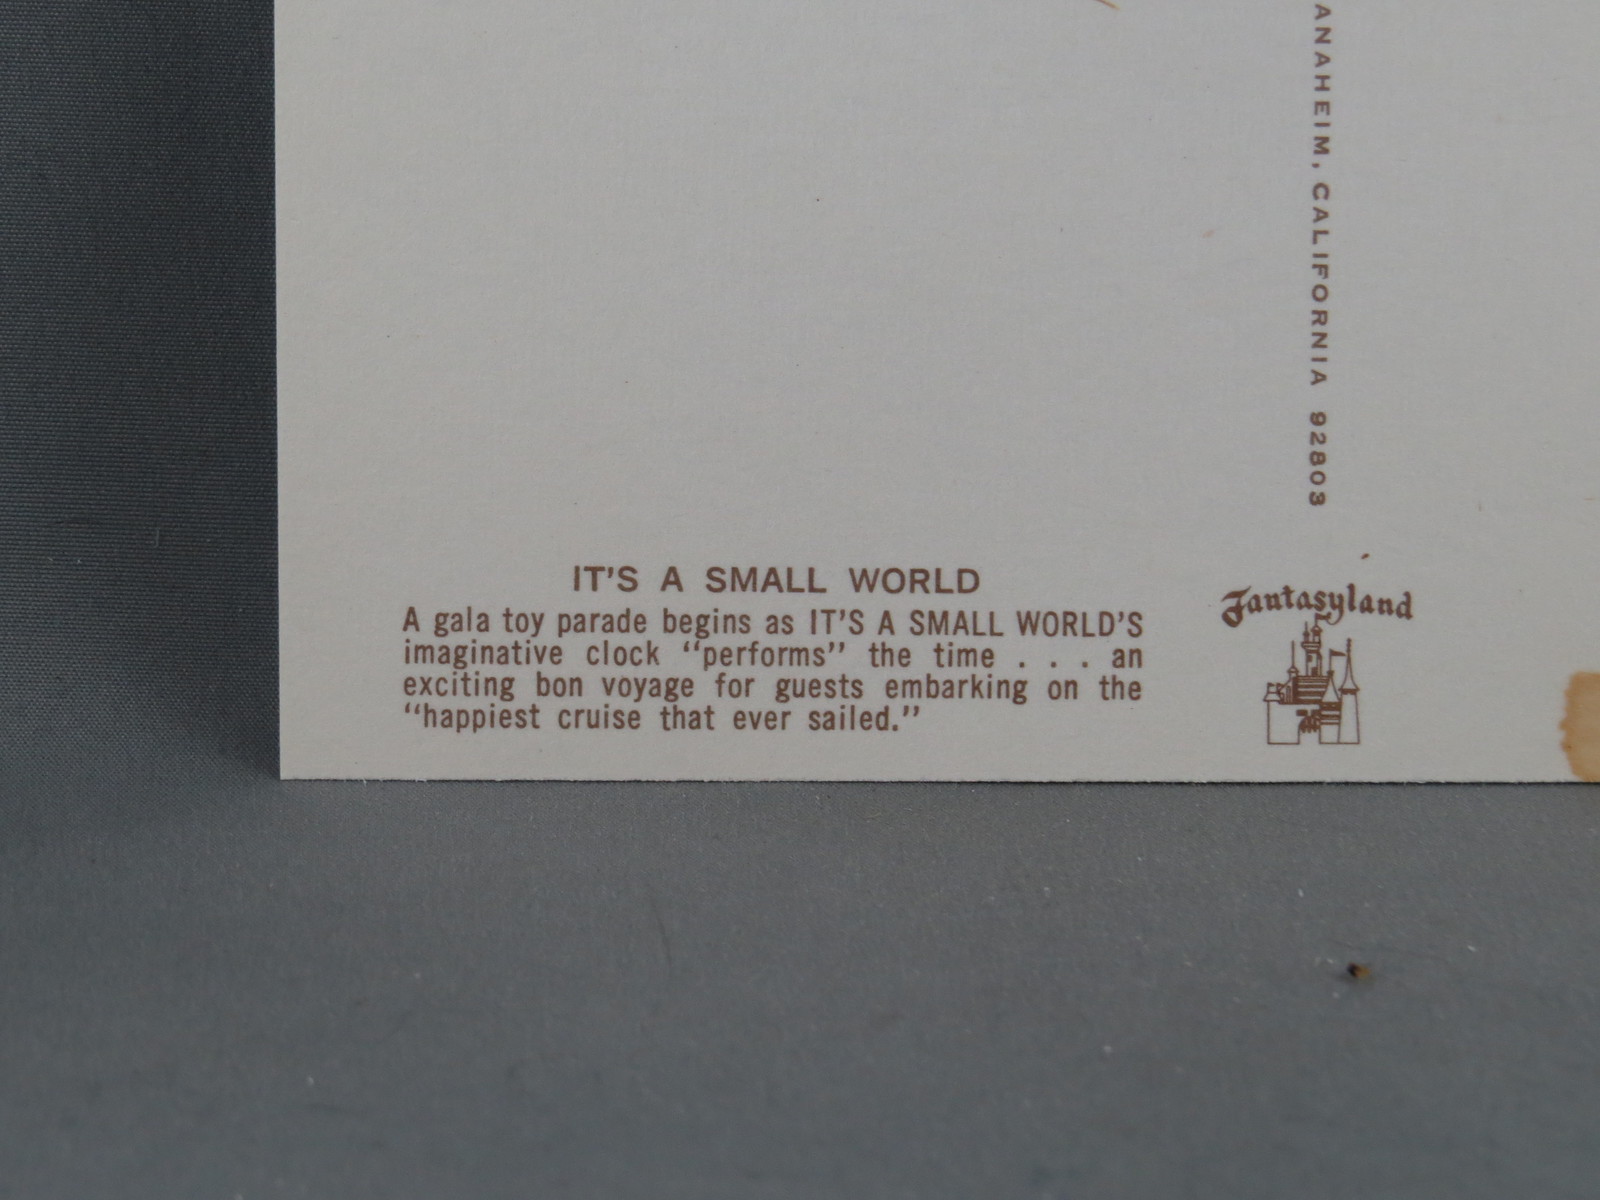 ANAHEIM, CALIFORNIA 92803
IT'S A SMALL WORLD
A gala toy parade begins as IT'S A SMALL WORLD'S
imaginative clock “performs” the time . . . an
exciting bon voyage for guests embarking on the
“happiest cruise that ever sailed.”
Fantasyland